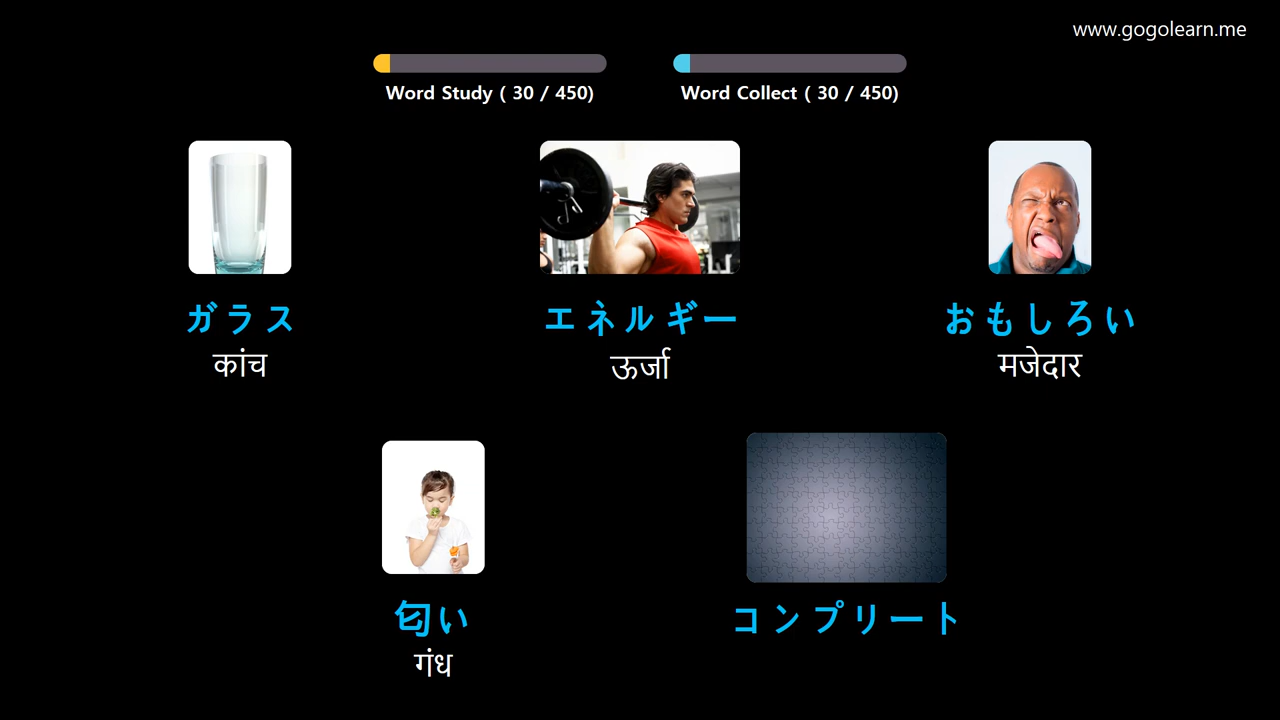 www.gogolearn.me
Word Study ( 30 / 450)
Word Collect ( 30 / 450)
ガラス
कांच
エネルギー
ऊर्जा
おもしろい
मजेदार
匂い
गंध
コンプリート